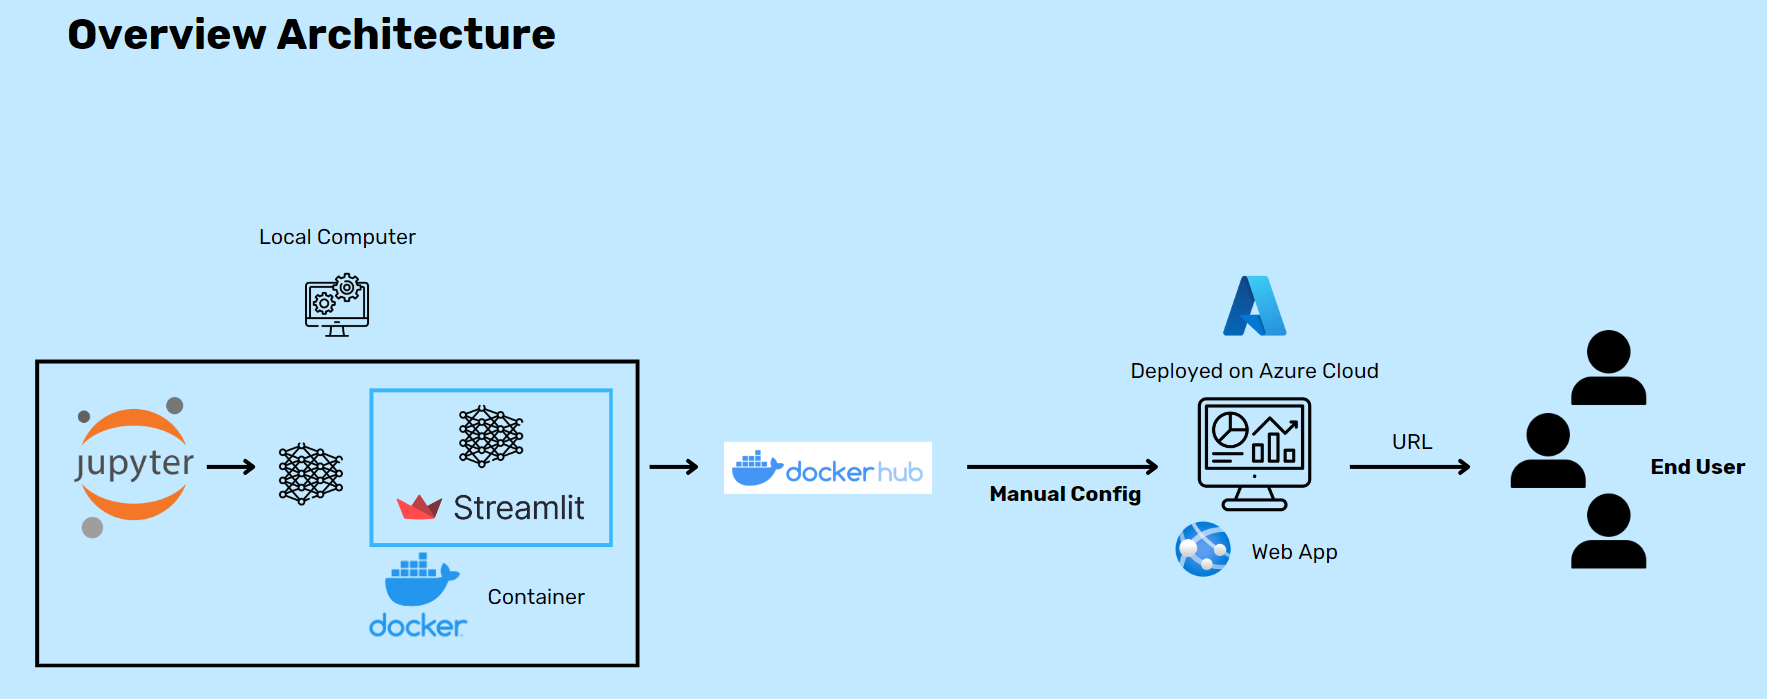 Overview Architecture
Local Computer
jupyter
Streamlit
docker
Container
docker hub
Manual Config
Deployed on Azure Cloud
Web App
URL
End User